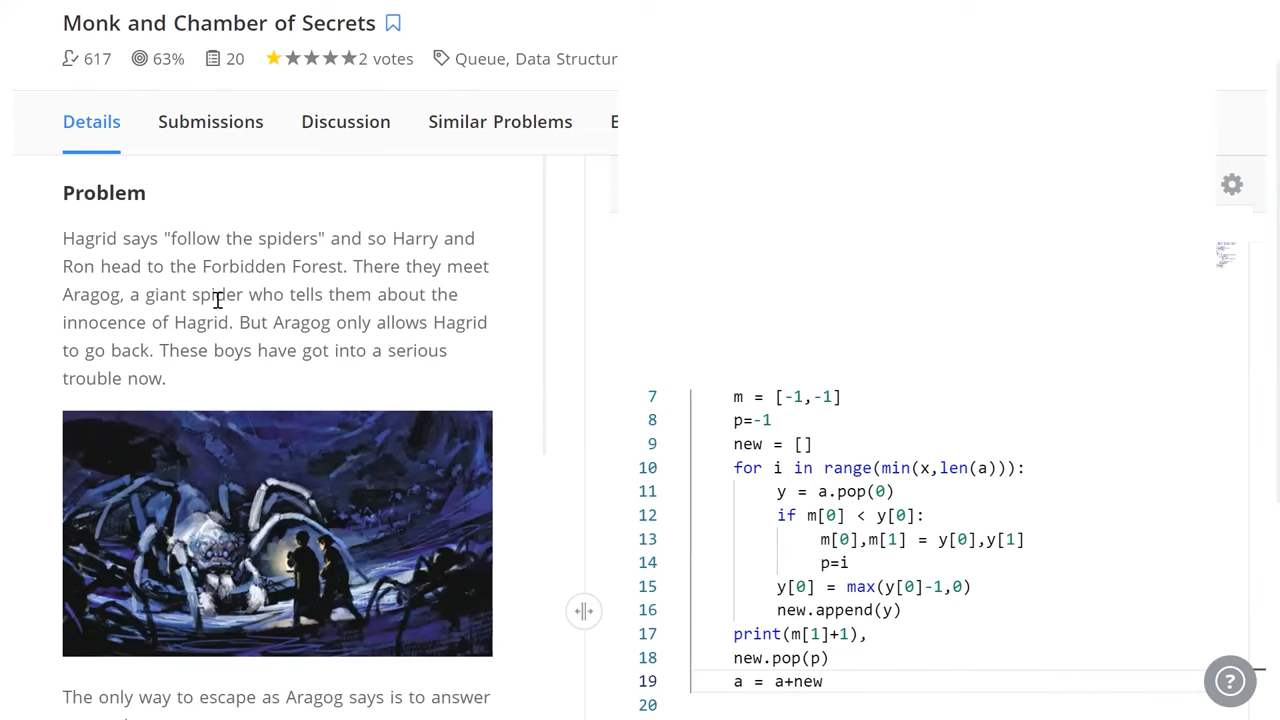 Monk and Chamber of Secrets
617 63% 20 2 votes Queue, Data Structur
Details Submissions Discussion Similar Problems E
Problem
Hagrid says "follow the spiders" and so Harry and
Ron head to the Forbidden Forest. There they meet
Aragog, a giant spider who tells them about the
innocence of Hagrid. But Aragog only allows Hagrid
to go back. These boys have got into a serious
trouble now.
The only way to escape as Aragog says is to answer
7 m = [-1,-1]
8 p=-1
9 new = []
10 for i in range(min(x,len(a))):
11 y = a.pop(0)
12 if m[0] < y[0]:
13 m[0],m[1] = y[0],y[1]
14 p=i
15 y[0] = max(y[0]-1,0)
16 new.append(y)
17 print(m[1]+1),
18 new.pop(p)
19 a = a+new
20
?